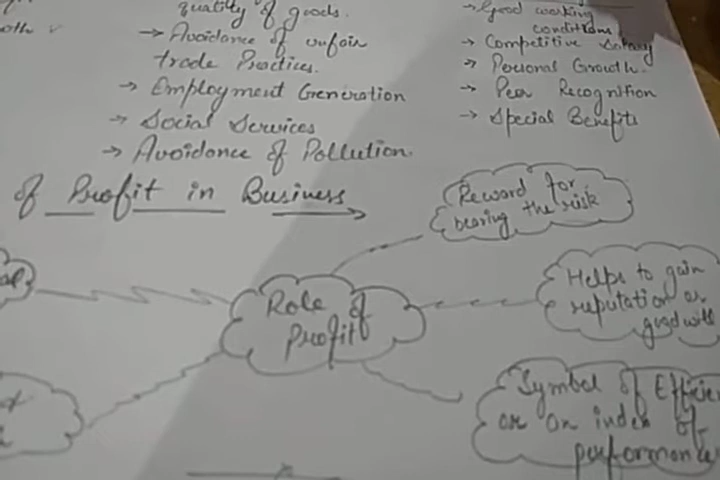 quality of goods.
→ Avoidance of unfair
trade Practices.
→ Employment Generation
→ Social Services
→ Avoidance of Pollution.
→ Good working
conditions
→ Competitive Salary
→ Personal Growth.
→ Peer Recognition
→ Special Benefits
of Profit in Business
Reward for
bearing the risk
Role of
Profit
Helps to gain
reputation or
goodwill
Symbol of
or an index of
performance